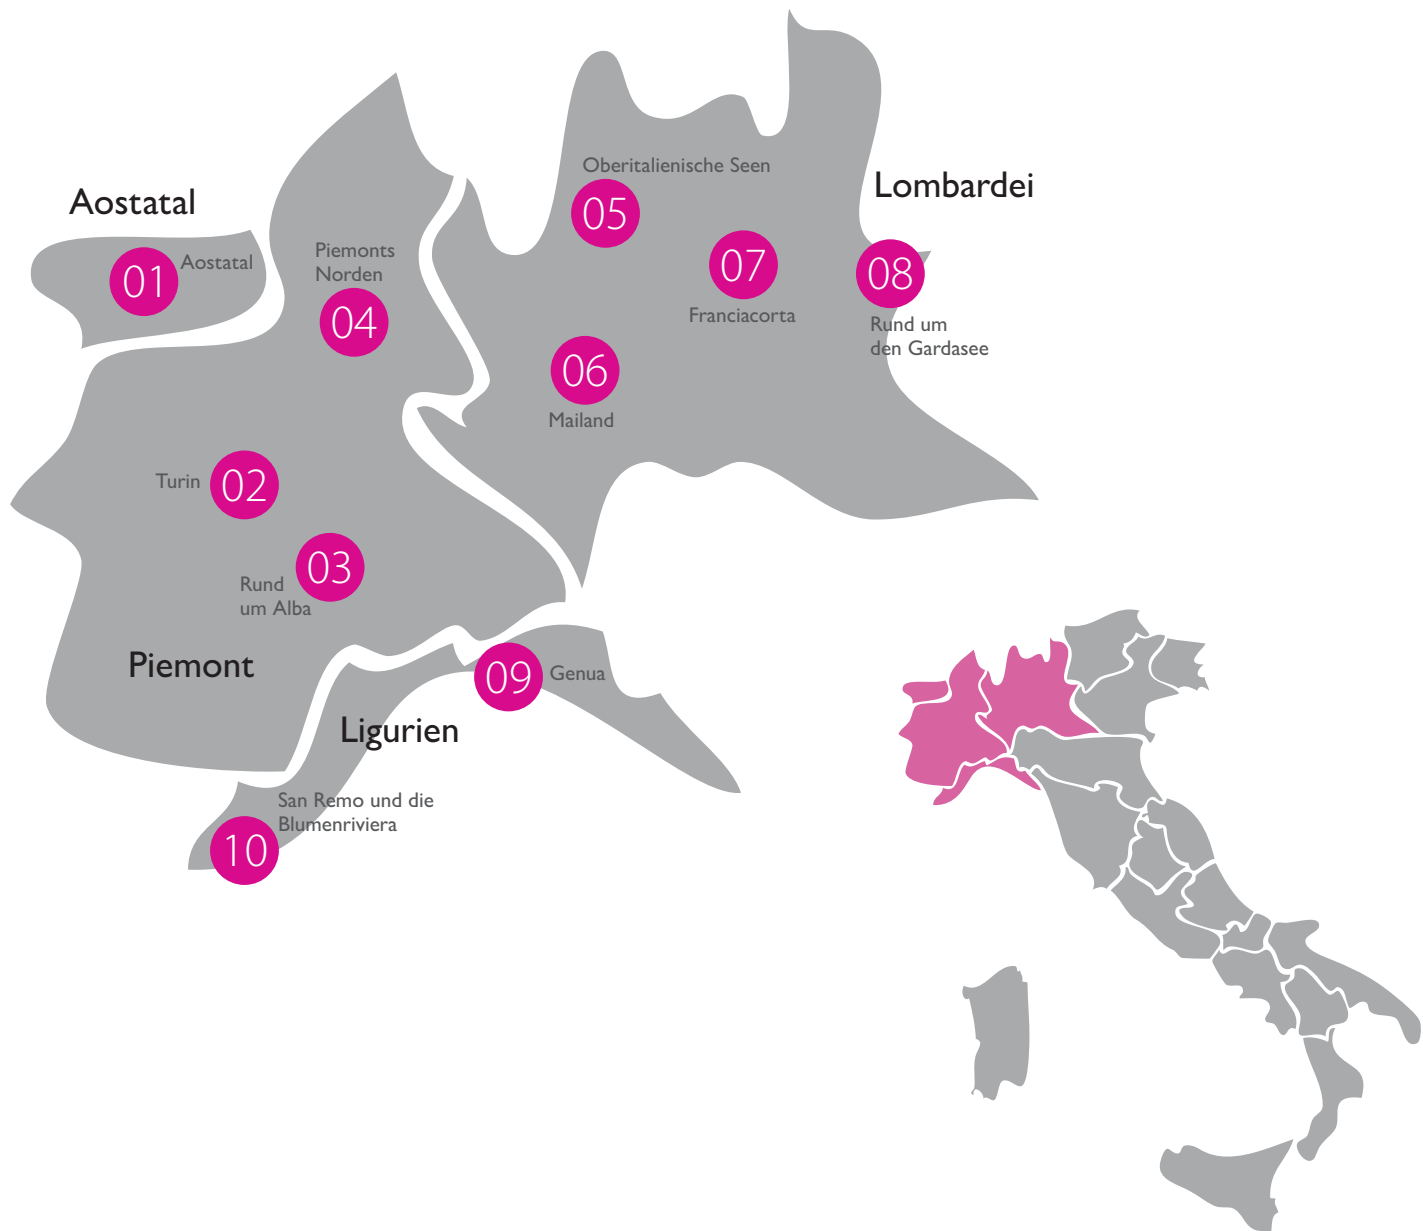 Oberitalienische Seen
05
Lombardei
Aostatal
01
Aostatal
Piemonts
Norden
04
07
Franciacorta
08
Rund um
den Gardasee
06
Mailand
Turin
02
03
Rund
um Alba
Piemont
09
Genua
Ligurien
San Remo und die
Blumenriviera
10